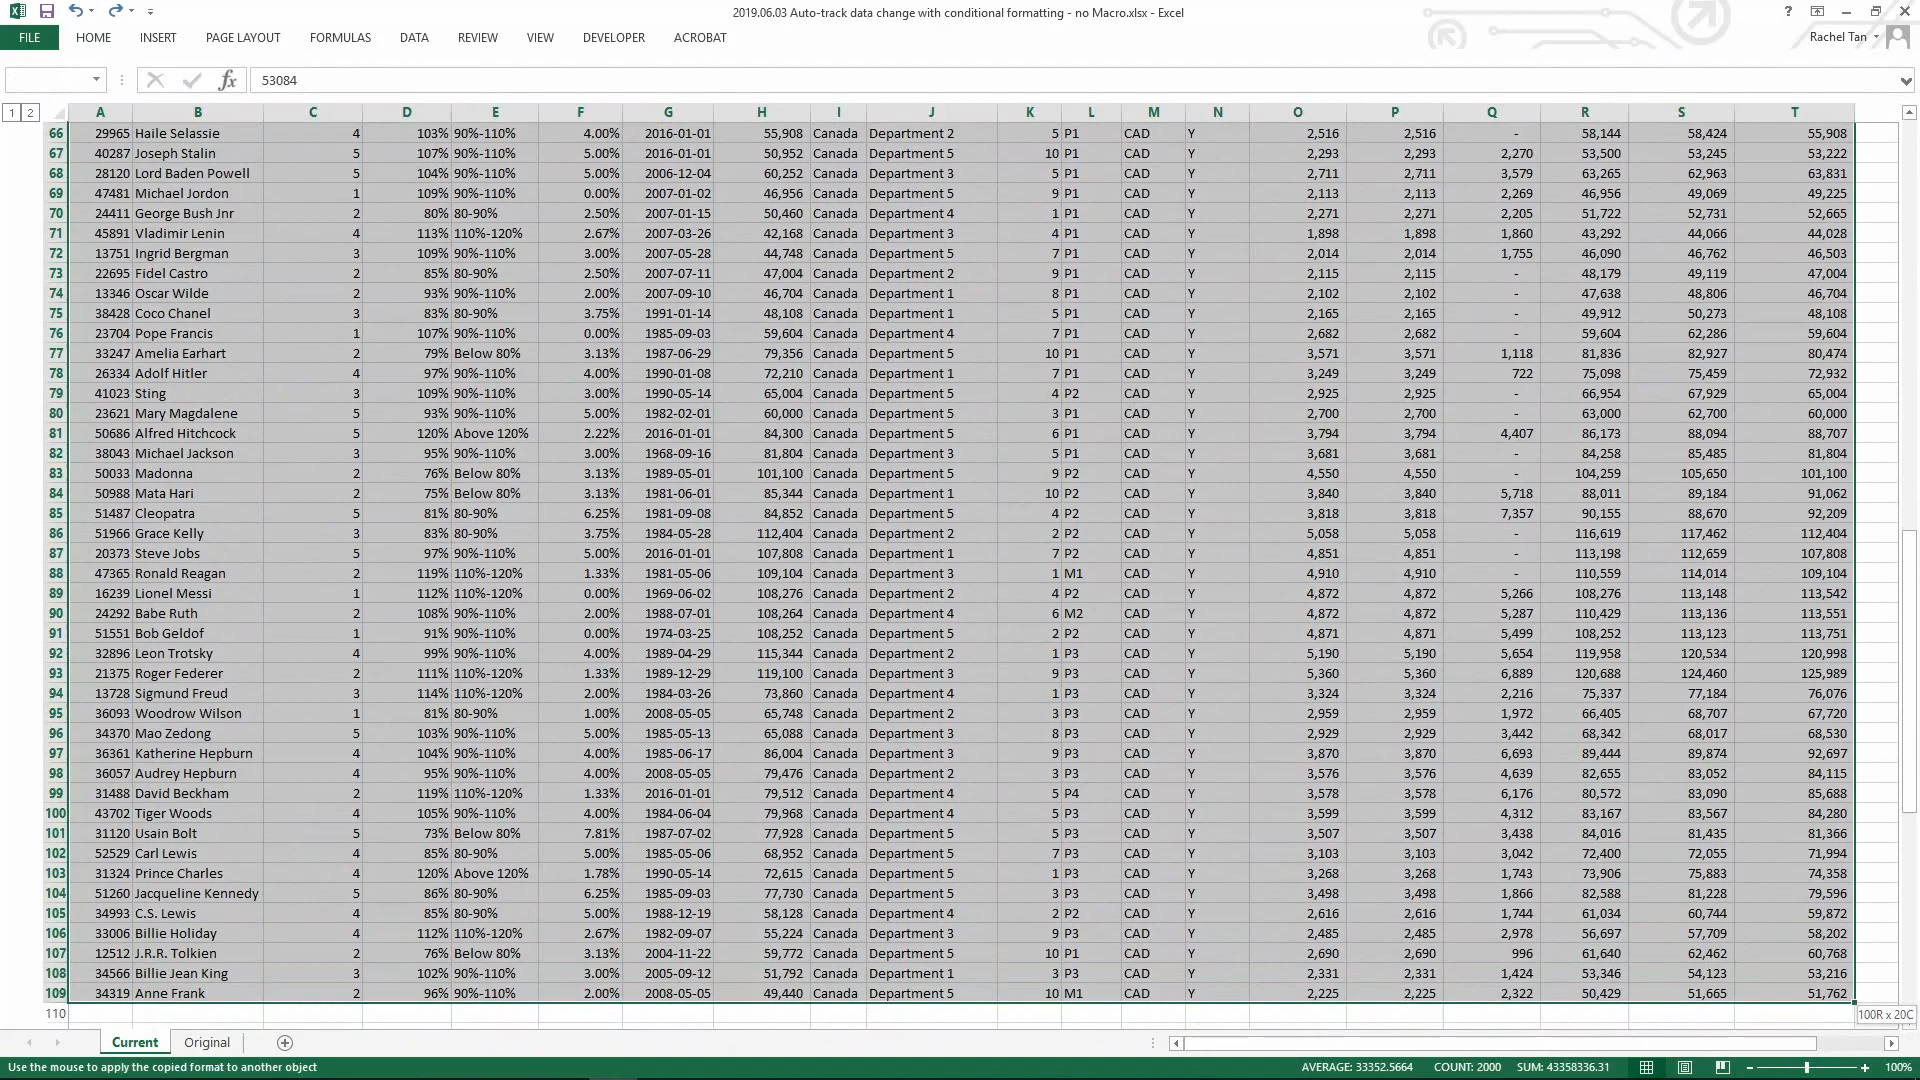 2019.06.03 Auto-track data change with conditional formatting - no Macro.xlsx - Excel
?
FILE HOME INSERT PAGE LAYOUT FORMULAS DATA REVIEW VIEW DEVELOPER ACROBAT Rachel Tan
fx 53084
1 2 A B C D E F G H I J K L M N O P Q R S T
66 29965 Haile Selassie 4 103% 90%-110% 4.00% 2016-01-01 55,908 Canada Department 2 5 P1 CAD Y 2,516 2,516 - 58,144 58,424 55,908
67 40287 Joseph Stalin 5 107% 90%-110% 5.00% 2016-01-01 50,952 Canada Department 5 10 P1 CAD Y 2,293 2,293 2,270 53,500 53,245 53,222
68 28120 Lord Baden Powell 5 104% 90%-110% 5.00% 2006-12-04 60,252 Canada Department 3 5 P1 CAD Y 2,711 2,711 3,579 63,265 62,963 63,831
69 47481 Michael Jordon 1 109% 90%-110% 0.00% 2007-01-02 46,956 Canada Department 5 9 P1 CAD Y 2,113 2,113 2,269 46,956 49,069 49,225
70 24411 George Bush Jnr 2 80% 80-90% 2.50% 2007-01-15 50,460 Canada Department 4 1 P1 CAD Y 2,271 2,271 2,205 51,722 52,731 52,665
71 45891 Vladimir Lenin 4 113% 110%-120% 2.67% 2007-03-26 42,168 Canada Department 3 4 P1 CAD Y 1,898 1,898 1,860 43,292 44,066 44,028
72 13751 Ingrid Bergman 3 109% 90%-110% 3.00% 2007-05-28 44,748 Canada Department 5 7 P1 CAD Y 2,014 2,014 1,755 46,090 46,762 46,503
73 22695 Fidel Castro 2 85% 80-90% 2.50% 2007-07-11 47,004 Canada Department 2 9 P1 CAD Y 2,115 2,115 - 48,179 49,119 47,004
74 13346 Oscar Wilde 2 93% 90%-110% 2.00% 2007-09-10 46,704 Canada Department 1 8 P1 CAD Y 2,102 2,102 - 47,638 48,806 46,704
75 38428 Coco Chanel 3 83% 80-90% 3.75% 1991-01-14 48,108 Canada Department 1 5 P1 CAD Y 2,165 2,165 - 49,912 50,273 48,108
76 23704 Pope Francis 1 107% 90%-110% 0.00% 1985-09-03 59,604 Canada Department 4 7 P1 CAD Y 2,682 2,682 - 59,604 62,286 59,604
77 33247 Amelia Earhart 2 79% Below 80% 3.13% 1987-06-29 79,356 Canada Department 5 10 P1 CAD Y 3,571 3,571 1,118 81,836 82,927 80,474
78 26334 Adolf Hitler 4 97% 90%-110% 4.00% 1990-01-08 72,210 Canada Department 1 7 P1 CAD Y 3,249 3,249 722 75,098 75,459 72,932
79 41023 Sting 3 109% 90%-110% 3.00% 1990-05-14 65,004 Canada Department 5 4 P2 CAD Y 2,925 2,925 - 66,954 67,929 65,004
80 23621 Mary Magdalene 5 93% 90%-110% 5.00% 1982-02-01 60,000 Canada Department 5 3 P1 CAD Y 2,700 2,700 - 63,000 62,700 60,000
81 50686 Alfred Hitchcock 5 120% Above 120% 2.22% 2016-01-01 84,300 Canada Department 5 6 P1 CAD Y 3,794 3,794 4,407 86,173 88,094 88,707
82 38043 Michael Jackson 3 95% 90%-110% 3.00% 1968-09-16 81,804 Canada Department 3 5 P1 CAD Y 3,681 3,681 - 84,258 85,485 81,804
83 50033 Madonna 2 76% Below 80% 3.13% 1989-05-01 101,100 Canada Department 5 9 P2 CAD Y 4,550 4,550 - 104,259 105,650 101,100
84 50988 Mata Hari 2 75% Below 80% 3.13% 1981-06-01 85,344 Canada Department 1 10 P2 CAD Y 3,840 3,840 5,718 88,011 89,184 91,062
85 51487 Cleopatra 5 81% 80-90% 6.25% 1981-09-08 84,852 Canada Department 5 4 P2 CAD Y 3,818 3,818 7,357 90,155 88,670 92,209
86 51966 Grace Kelly 3 83% 80-90% 3.75% 1984-05-28 112,404 Canada Department 2 2 P2 CAD Y 5,058 5,058 - 116,619 117,462 112,404
87 20373 Steve Jobs 5 97% 90%-110% 5.00% 2016-01-01 107,808 Canada Department 1 7 P2 CAD Y 4,851 4,851 - 113,198 112,659 107,808
88 47365 Ronald Reagan 2 119% 110%-120% 1.33% 1981-05-06 109,104 Canada Department 3 1 M1 CAD Y 4,910 4,910 - 110,559 114,014 109,104
89 16239 Lionel Messi 1 112% 110%-120% 0.00% 1969-06-02 108,276 Canada Department 2 4 P2 CAD Y 4,872 4,872 5,266 108,276 113,148 113,542
90 24292 Babe Ruth 2 108% 90%-110% 2.00% 1988-07-01 108,264 Canada Department 4 6 M2 CAD Y 4,872 4,872 5,287 110,429 113,136 113,551
91 51551 Bob Geldof 1 91% 90%-110% 0.00% 1974-03-25 108,252 Canada Department 5 2 P2 CAD Y 4,871 4,871 5,499 108,252 113,123 113,751
92 32896 Leon Trotsky 4 99% 90%-110% 4.00% 1989-04-29 115,344 Canada Department 2 1 P3 CAD Y 5,190 5,190 5,654 119,958 120,534 120,998
93 21375 Roger Federer 2 111% 110%-120% 1.33% 1989-12-29 119,100 Canada Department 3 9 P3 CAD Y 5,360 5,360 6,889 120,688 124,460 125,989
94 13728 Sigmund Freud 3 114% 110%-120% 2.00% 1984-03-26 73,860 Canada Department 4 1 P3 CAD Y 3,324 3,324 2,216 75,337 77,184 76,076
95 36093 Woodrow Wilson 1 81% 80-90% 1.00% 2008-05-05 65,748 Canada Department 2 3 P3 CAD Y 2,959 2,959 1,972 66,405 68,707 67,720
96 34370 Mao Zedong 5 103% 90%-110% 5.00% 1985-05-13 65,088 Canada Department 3 8 P3 CAD Y 2,929 2,929 3,442 68,342 68,017 68,530
97 36361 Katherine Hepburn 4 104% 90%-110% 4.00% 1985-06-17 86,004 Canada Department 3 9 P3 CAD Y 3,870 3,870 6,693 89,444 89,874 92,697
98 36057 Audrey Hepburn 4 95% 90%-110% 4.00% 2008-05-05 79,476 Canada Department 2 3 P3 CAD Y 3,576 3,576 4,639 82,655 83,052 84,115
99 31488 David Beckham 2 119% 110%-120% 1.33% 2016-01-01 79,512 Canada Department 4 5 P4 CAD Y 3,578 3,578 6,176 80,572 83,090 85,688
100 43702 Tiger Woods 4 105% 90%-110% 4.00% 1984-06-04 79,968 Canada Department 4 5 P3 CAD Y 3,599 3,599 4,312 83,167 83,567 84,280
101 31120 Usain Bolt 5 73% Below 80% 7.81% 1987-07-02 77,928 Canada Department 5 5 P3 CAD Y 3,507 3,507 3,438 84,016 81,435 81,366
102 52529 Carl Lewis 4 85% 80-90% 5.00% 1985-05-06 68,952 Canada Department 5 7 P3 CAD Y 3,103 3,103 3,042 72,400 72,055 71,994
103 31324 Prince Charles 4 120% Above 120% 1.78% 1990-05-14 72,615 Canada Department 5 1 P3 CAD Y 3,268 3,268 1,743 73,906 75,883 74,358
104 51260 Jacqueline Kennedy 5 86% 80-90% 6.25% 1985-09-03 77,730 Canada Department 5 3 P3 CAD Y 3,498 3,498 1,866 82,588 81,228 79,596
105 34993 C.S. Lewis 4 85% 80-90% 5.00% 1988-12-19 58,128 Canada Department 4 2 P2 CAD Y 2,616 2,616 1,744 61,034 60,744 59,872
106 33006 Billie Holiday 4 112% 110%-120% 2.67% 1982-09-07 55,224 Canada Department 3 9 P3 CAD Y 2,485 2,485 2,978 56,697 57,709 58,202
107 12512 J.R.R. Tolkien 2 76% Below 80% 3.13% 2004-11-22 59,772 Canada Department 5 10 P1 CAD Y 2,690 2,690 996 61,640 62,462 60,768
108 34566 Billie Jean King 3 102% 90%-110% 3.00% 2005-09-12 51,792 Canada Department 1 3 P3 CAD Y 2,331 2,331 1,424 53,346 54,123 53,216
109 34319 Anne Frank 2 96% 90%-110% 2.00% 2008-05-05 49,440 Canada Department 5 10 M1 CAD Y 2,225 2,225 2,322 50,429 51,665 51,762
110 100R x 20C
Current Original
Use the mouse to apply the copied format to another object AVERAGE: 33352.5664 COUNT: 2000 SUM: 43358336.31 100%